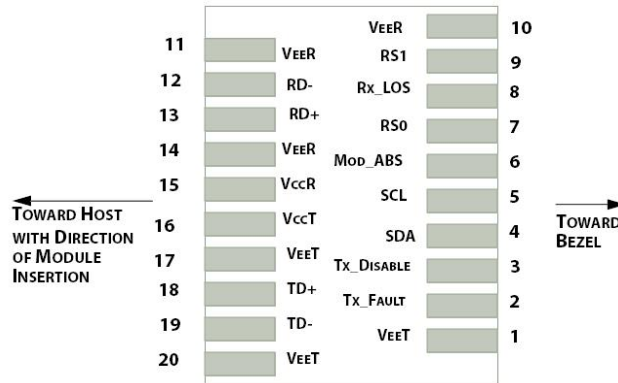 VEER 10
11 VEER RS1 9
12 RD- Rx_LOS 8
13 RD+ RS0 7
14 VEER MOD_ABS 6
15 VccR SCL 5
16 VccT SDA 4
17 VEET Tx_DISABLE 3
18 TD+ Tx_FAULT 2
19 TD- VEET 1
20 VEET
TOWARD HOST
WITH DIRECTION
OF MODULE
INSERTION
TOWARD
BEZEL